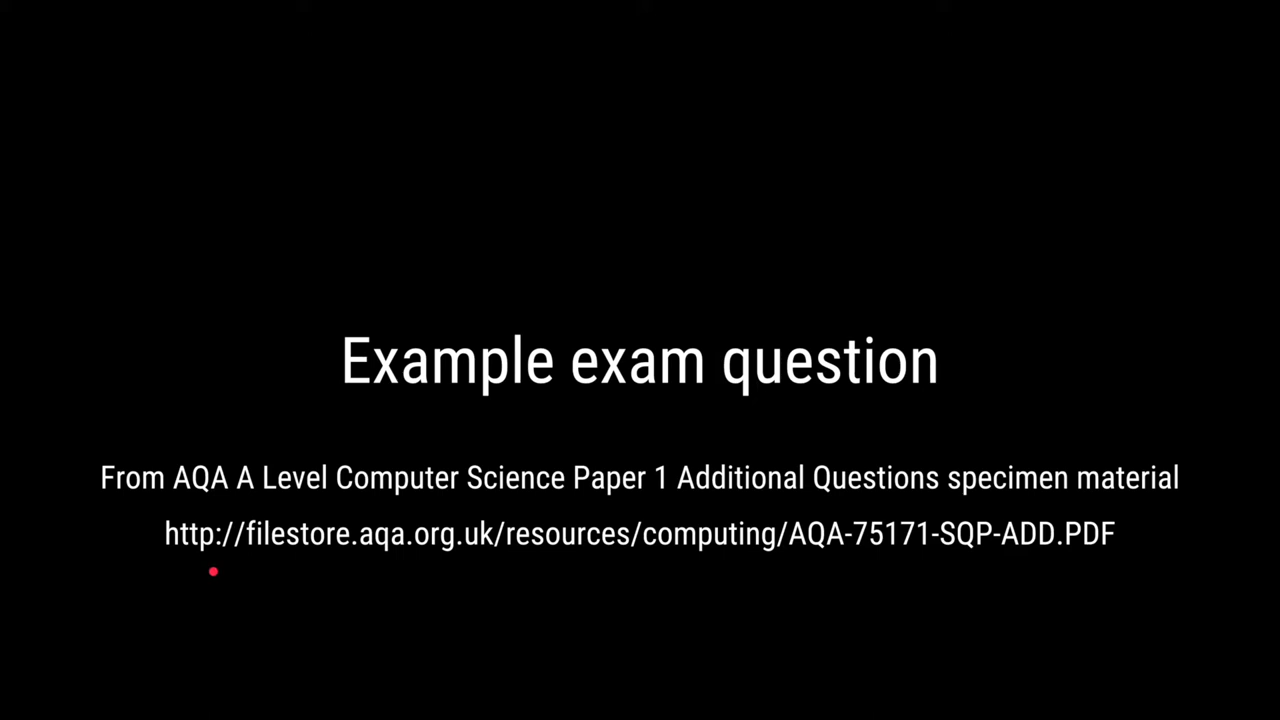 Example exam question
From AQA A Level Computer Science Paper 1 Additional Questions specimen material
http://filestore.aqa.org.uk/resources/computing/AQA-75171-SQP-ADD.PDF